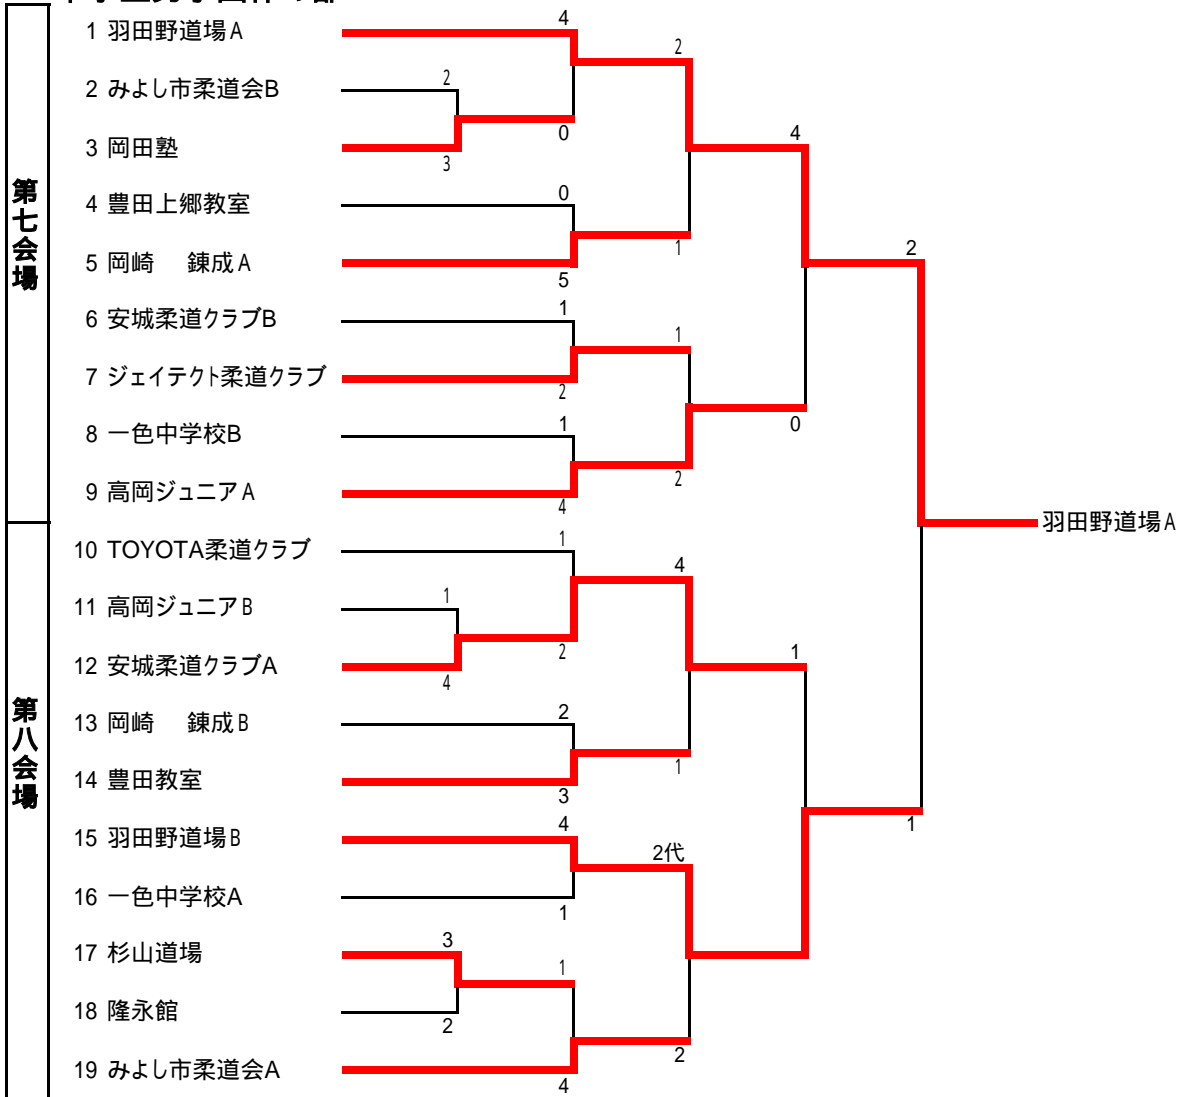 4
1 羽田野道場A
2
2
2 みよし市柔道会B
4
0
3 岡田塾
3
第七会場
0
4 豊田上郷教室
1
2
5 岡崎 錬成A
5
1
6 安城柔道クラブB
1
7 ジェイテクト柔道クラブ
2
1
0
8 一色中学校B
2
9 高岡ジュニアA
4
羽田野道場A
1
10 TOYOTA柔道クラブ
4
1
11 高岡ジュニアB
2
1
12 安城柔道クラブA
4
第八会場
2
13 岡崎 錬成B
1
14 豊田教室
3
4
1
15 羽田野道場B
2代
16 一色中学校A
1
3
17 杉山道場
1
18 隆永館
2
2
19 みよし市柔道会A
4